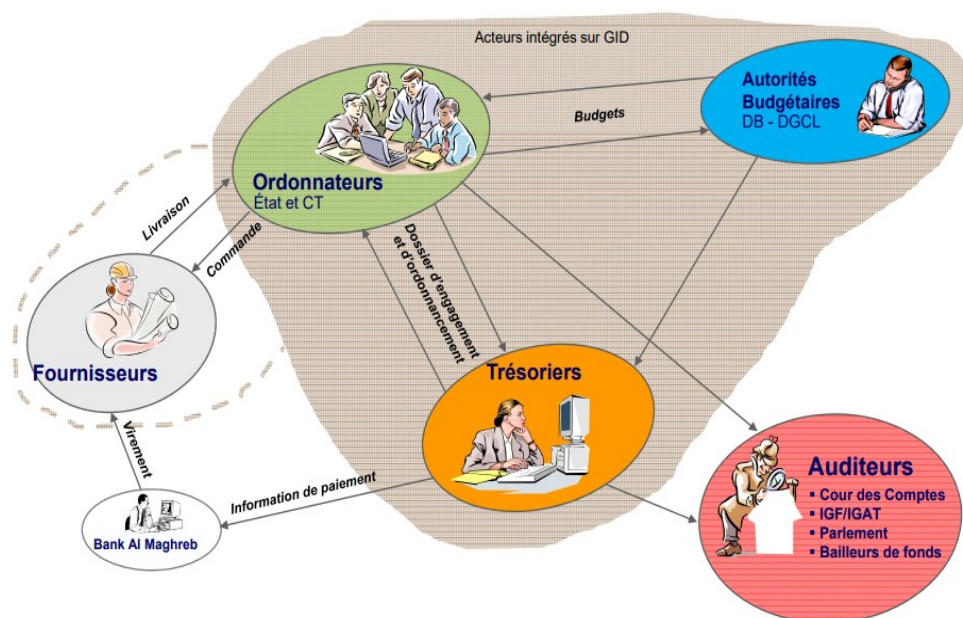 Acteurs intégrés sur GID
Autorités
Budgétaires
DB - DGCL
Budgets
Ordonnateurs
État et CT
Livraison
Commande
Dossier d'engagement
et d'ordonnancement
Fournisseurs
Trésoriers
Virement
Information de paiement
Bank Al Maghreb
Auditeurs
▪ Cour des Comptes
▪ IGF/IGAT
▪ Parlement
▪ Bailleurs de fonds